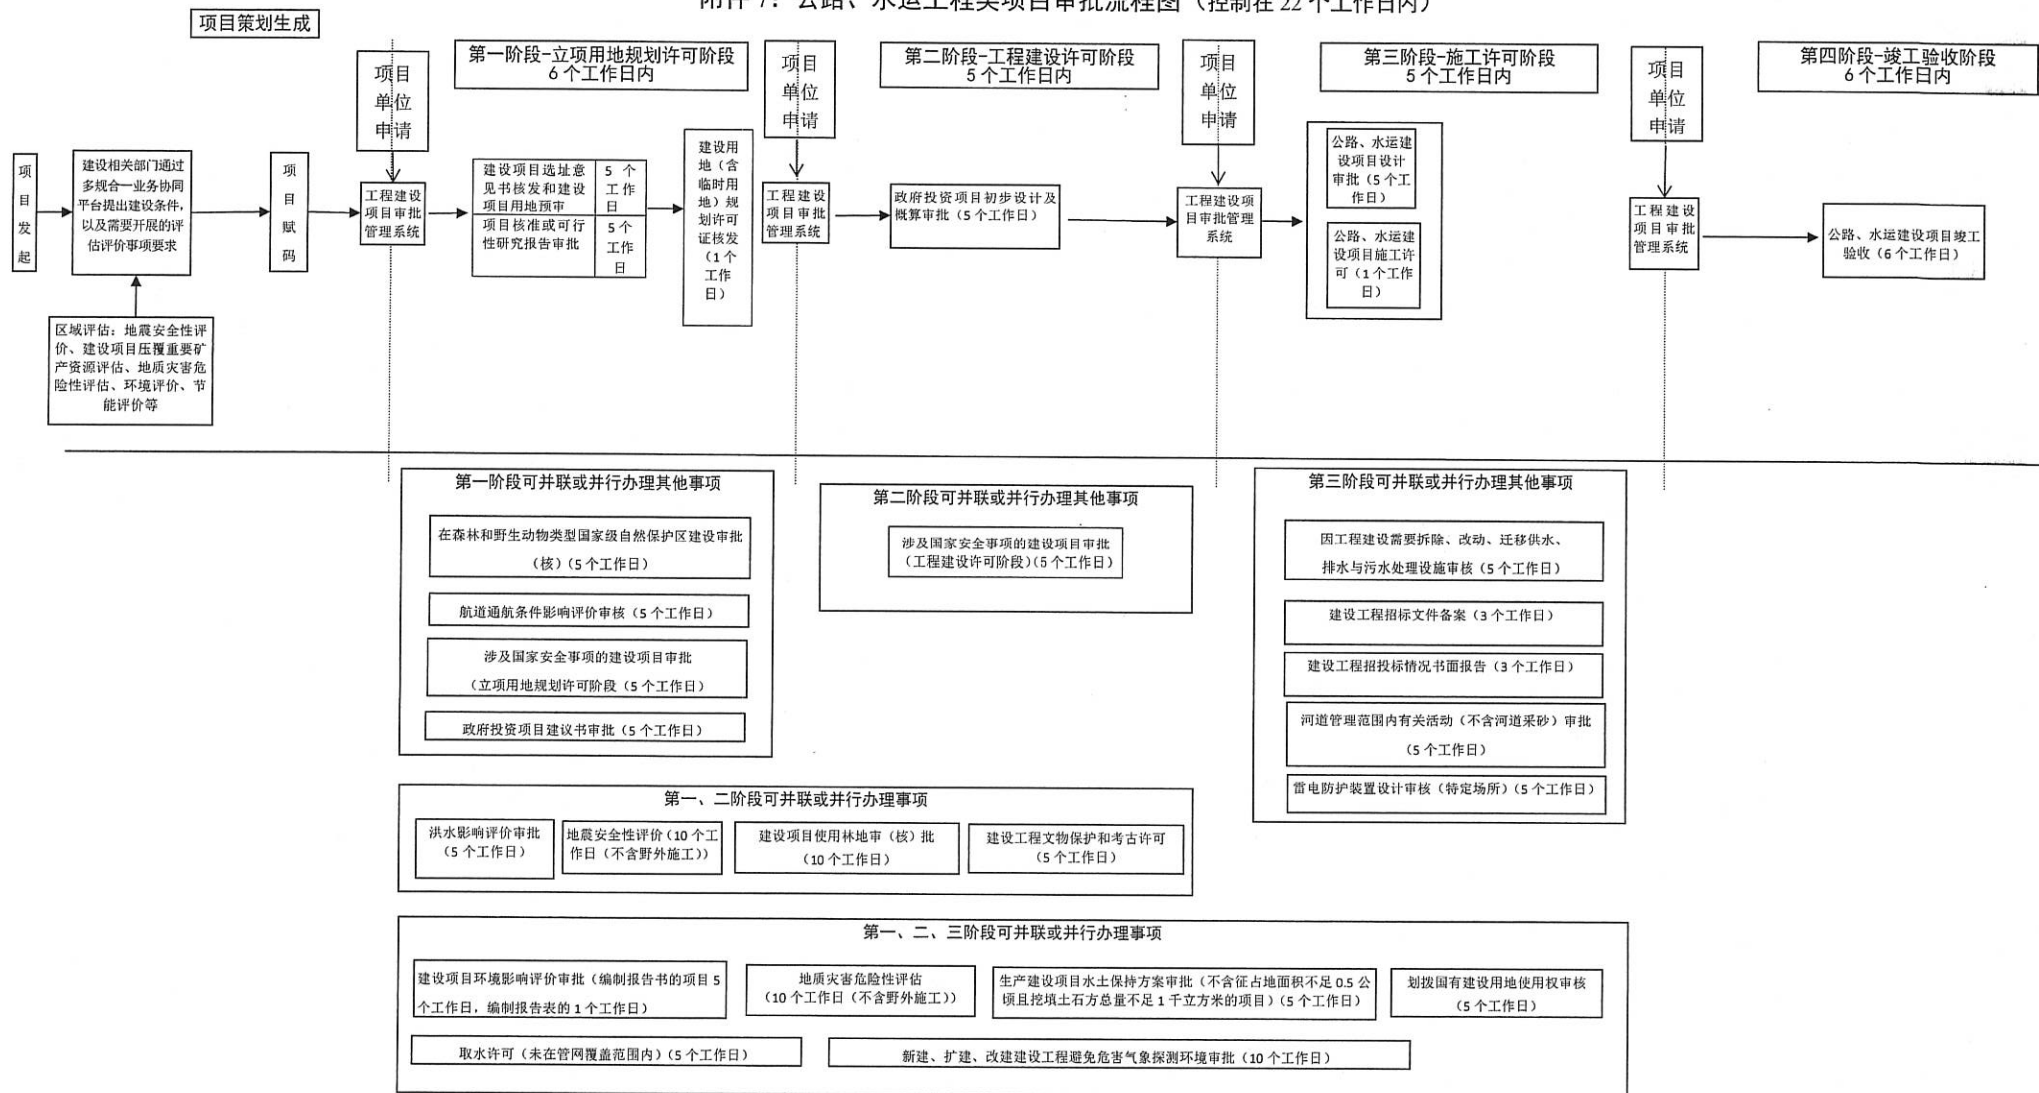 附件 7：公路、水运工程类项目审批流程图（控制在 22 个工作日内）
项目策划生成
项目
单位
申请
第一阶段-立项用地规划许可阶段
6 个工作日内
项目
单位
申请
第二阶段-工程建设许可阶段
5 个工作日内
项目
单位
申请
第三阶段-施工许可阶段
5 个工作日内
项目
单位
申请
第四阶段-竣工验收阶段
6 个工作日内
项
目
发
起
建设相关部门通过
多规合一业务协同
平台提出建设条件，
以及需要开展的评
估评价事项要求
项
目
赋
码
工程建设
项目审批
管理系统
建设项目选址意
见书核发和建设
项目用地预审
5 个
工作
日
项目核准或可行
性研究报告审批
5 个
工作
日
建设用
地（含
临时用
地）规
划许可
证核发
（1 个
工作
日）
工程建设
项目审批
管理系统
政府投资项目初步设计及
概算审批（5 个工作日）
工程建设项
目审批管理
系统
公路、水运建
设项目设计
审批（5 个工
作日）
公路、水运建
设项目施工许
可（1 个工作
日）
工程建设
项目审批
管理系统
公路、水运建设项目竣工
验收（6 个工作日）
区域评估：地震安全性评
价、建设项目压覆重要矿
产资源评估、地质灾害危
险性评估、环境评价、节
能评价等
第一阶段可并联或并行办理其他事项
在森林和野生动物类型国家级自然保护区建设审批
（核）（5 个工作日）
航道通航条件影响评价审核（5 个工作日）
涉及国家安全事项的建设项目审批
（立项用地规划许可阶段（5 个工作日）
政府投资项目建议书审批（5 个工作日）
第二阶段可并联或并行办理其他事项
涉及国家安全事项的建设项目审批
（工程建设许可阶段）（5 个工作日）
第三阶段可并联或并行办理其他事项
因工程建设需要拆除、改动、迁移供水、
排水与污水处理设施审核（5 个工作日）
建设工程招标文件备案（3 个工作日）
建设工程招投标情况书面报告（3 个工作日）
河道管理范围内有关活动（不含河道采砂）审批
（5 个工作日）
雷电防护装置设计审核（特定场所）（5 个工作日）
第一、二阶段可并联或并行办理事项
洪水影响评价审批
（5 个工作日）
地震安全性评价（10 个工
作日（不含野外施工））
建设项目使用林地审（核）批
（10 个工作日）
建设工程文物保护和考古许可
（5 个工作日）
第一、二、三阶段可并联或并行办理事项
建设项目环境影响评价审批（编制报告书的项目 5
个工作日，编制报告表的 1 个工作日）
地质灾害危险性评估
（10 个工作日（不含野外施工））
生产建设项目水土保持方案审批（不含征占地面积不足 0.5 公
顷且挖填土石方总量不足 1 千立方米的项目）（5 个工作日）
划拨国有建设用地使用权审核
（5 个工作日）
取水许可（未在管网覆盖范围内）（5 个工作日）
新建、扩建、改建建设工程避免危害气象探测环境审批（10 个工作日）